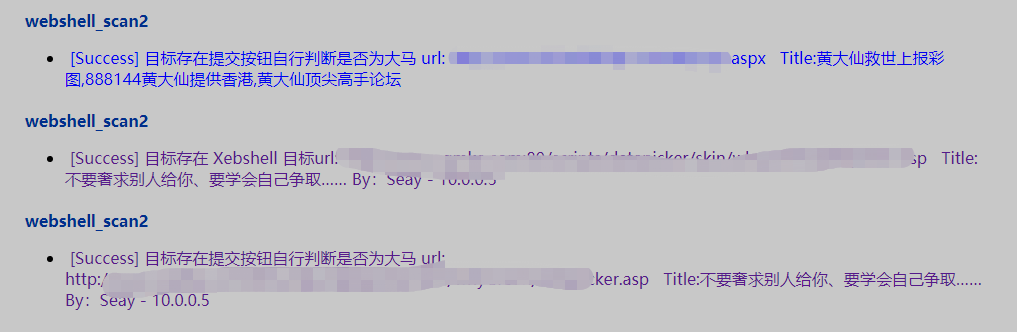 webshell_scan2
[Success] 目标存在提交按钮自行判断是否为大马 url: aspx Title:黄大仙救世上报彩
图,888144黄大仙提供香港,黄大仙顶尖高手论坛
webshell_scan2
[Success] 目标存在 Xebshell 目标url: sp Title:
不要奢求别人给你、要学会自己争取...... By：Seay - 10.0.0.5
webshell_scan2
[Success] 目标存在提交按钮自行判断是否为大马 url:
http:/ cker.asp Title:不要奢求别人给你、要学会自己争取......
By：Seay - 10.0.0.5